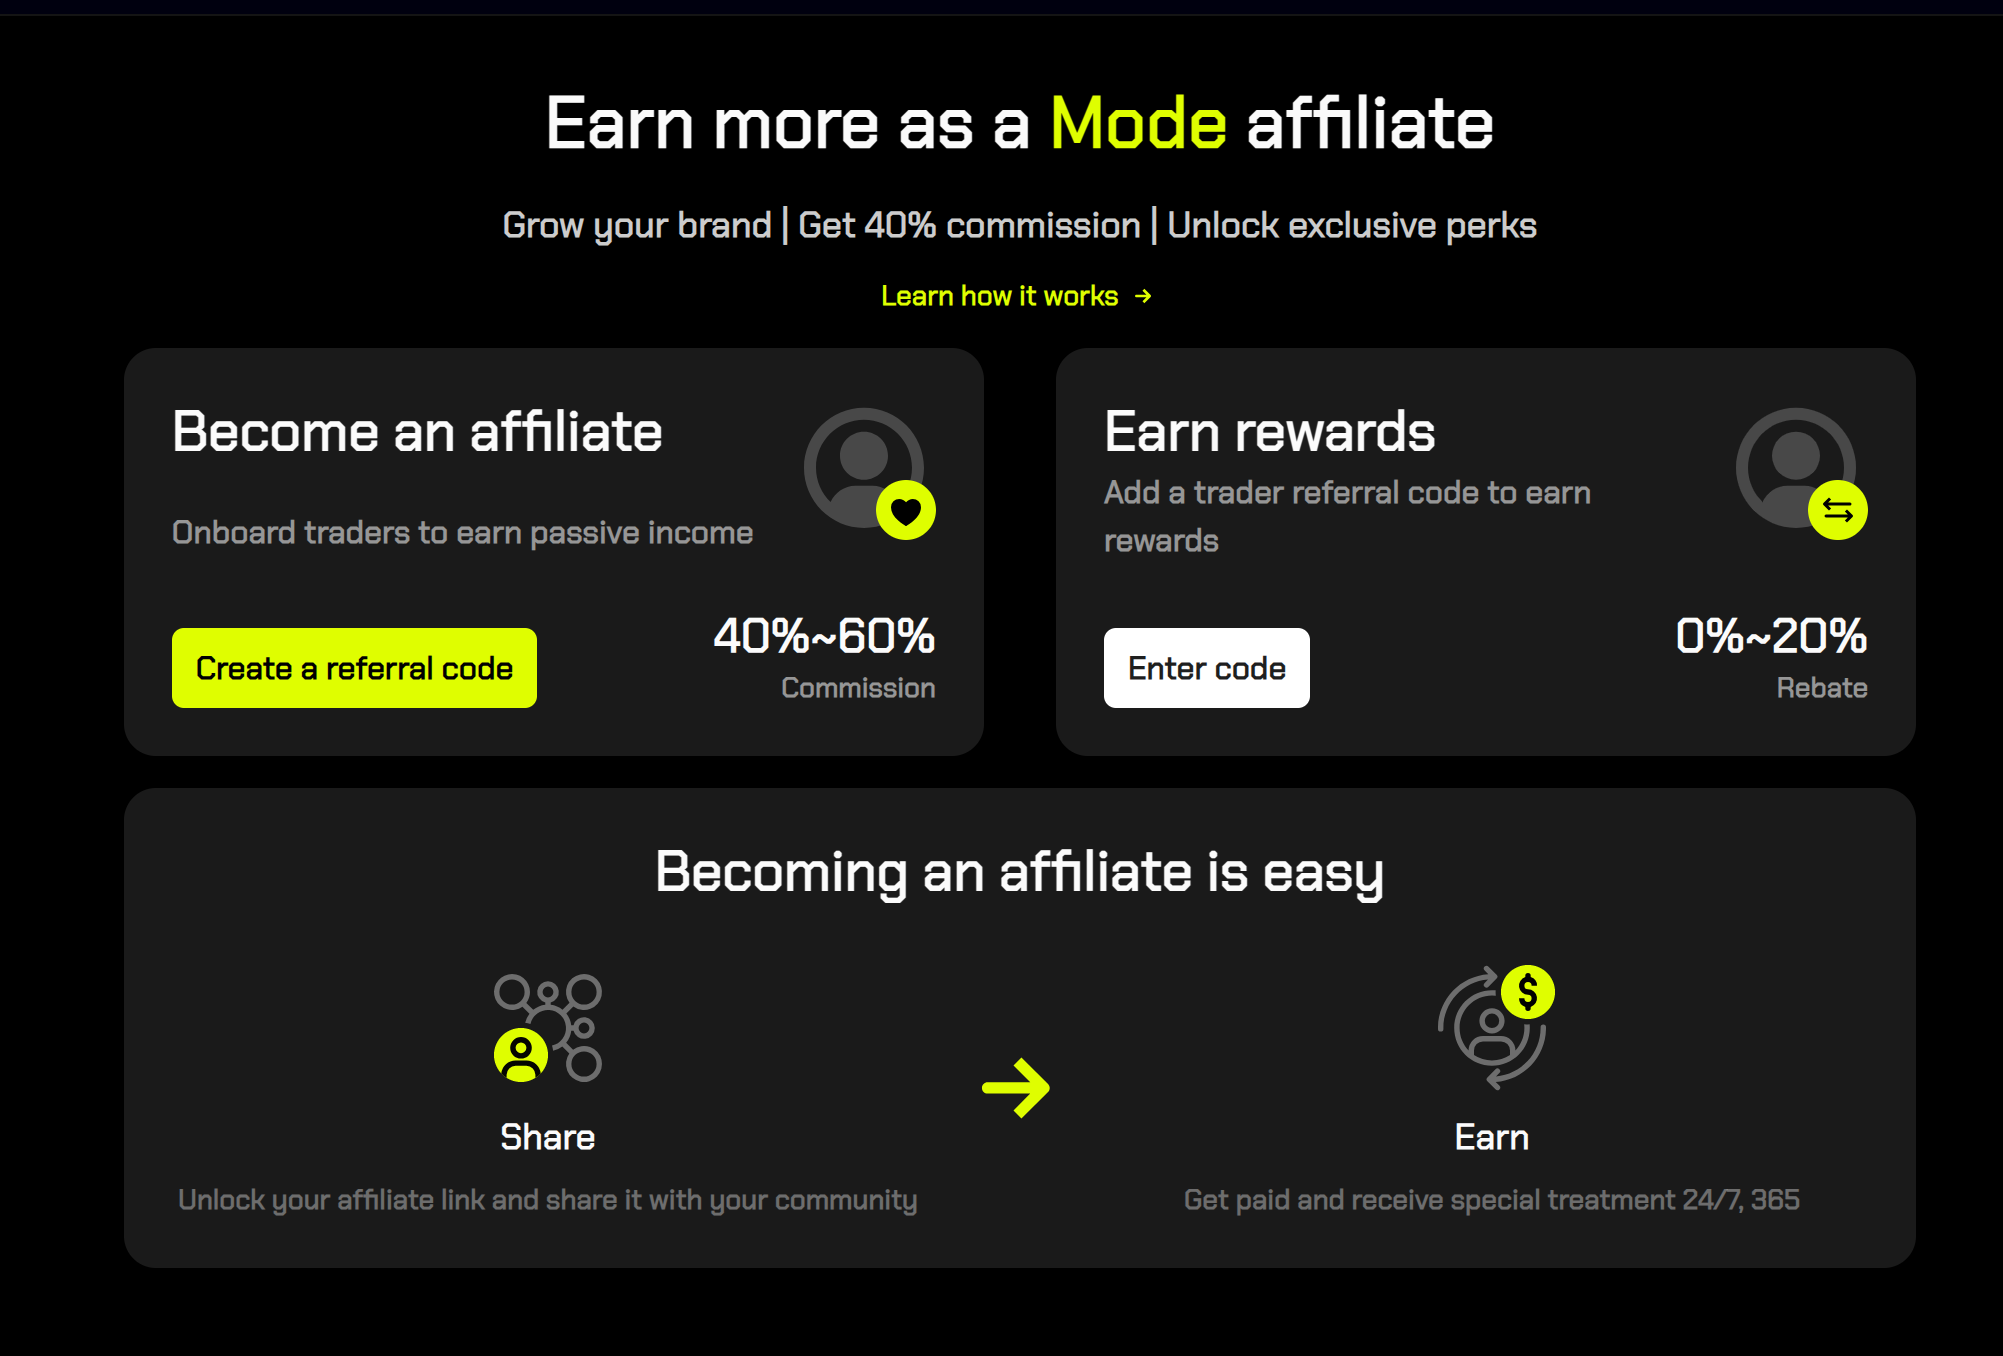 Earn more as a Mode affiliate
Grow your brand | Get 40% commission | Unlock exclusive perks
Learn how it works →
Become an affiliate
Onboard traders to earn passive income
Create a referral code
40%~60%
Commission
Earn rewards
Add a trader referral code to earn
rewards
Enter code
0%~20%
Rebate
Becoming an affiliate is easy
Share
Unlock your affiliate link and share it with your community
$
Earn
Get paid and receive special treatment 24/7, 365